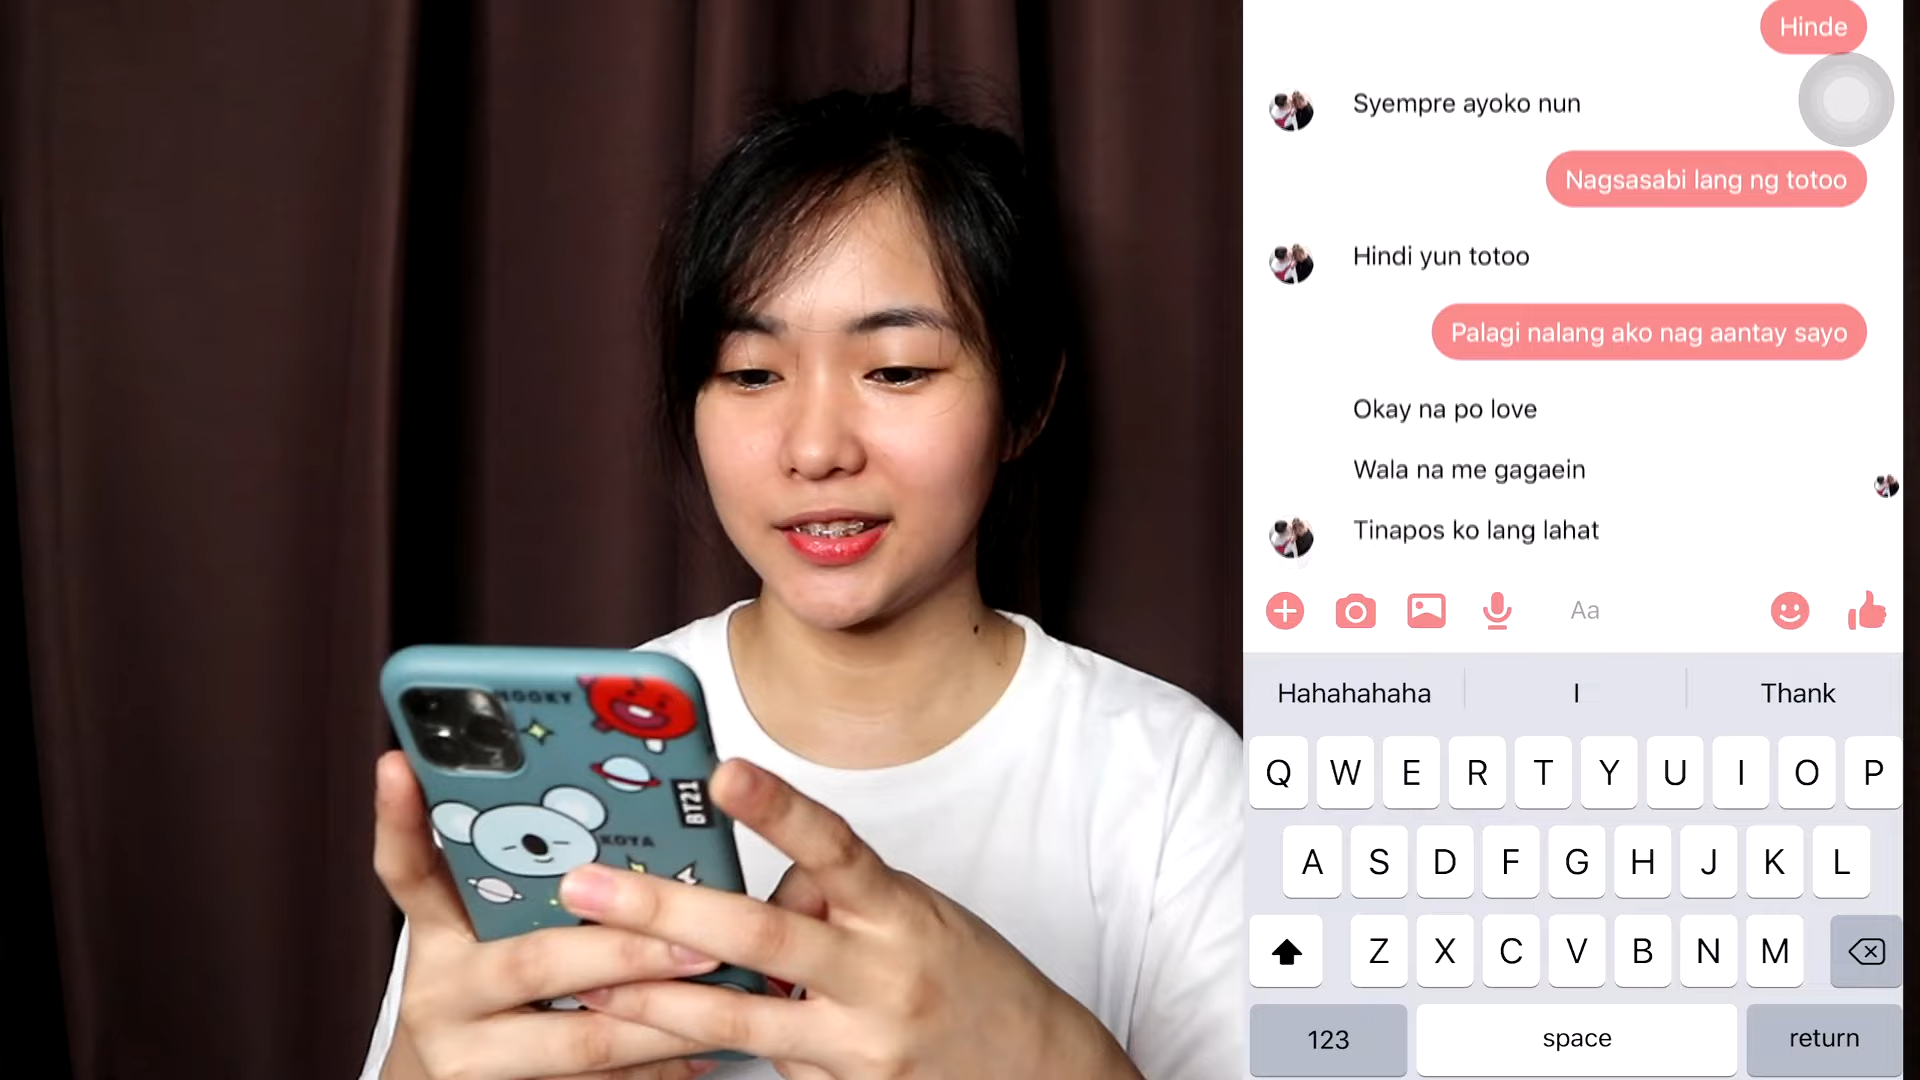 Hinde
Syempre ayoko nun
Nagsasabi lang ng totoo
Hindi yun totoo
Palagi nalang ako nag aantay sayo
Okay na po love
Wala na me gagaein
Tinapos ko lang lahat
Aa
Hahahahaha I Thank
Q W E R T Y U I O P
A S D F G H J K L
Z X C V B N M
123 space return
BT21
KOYA